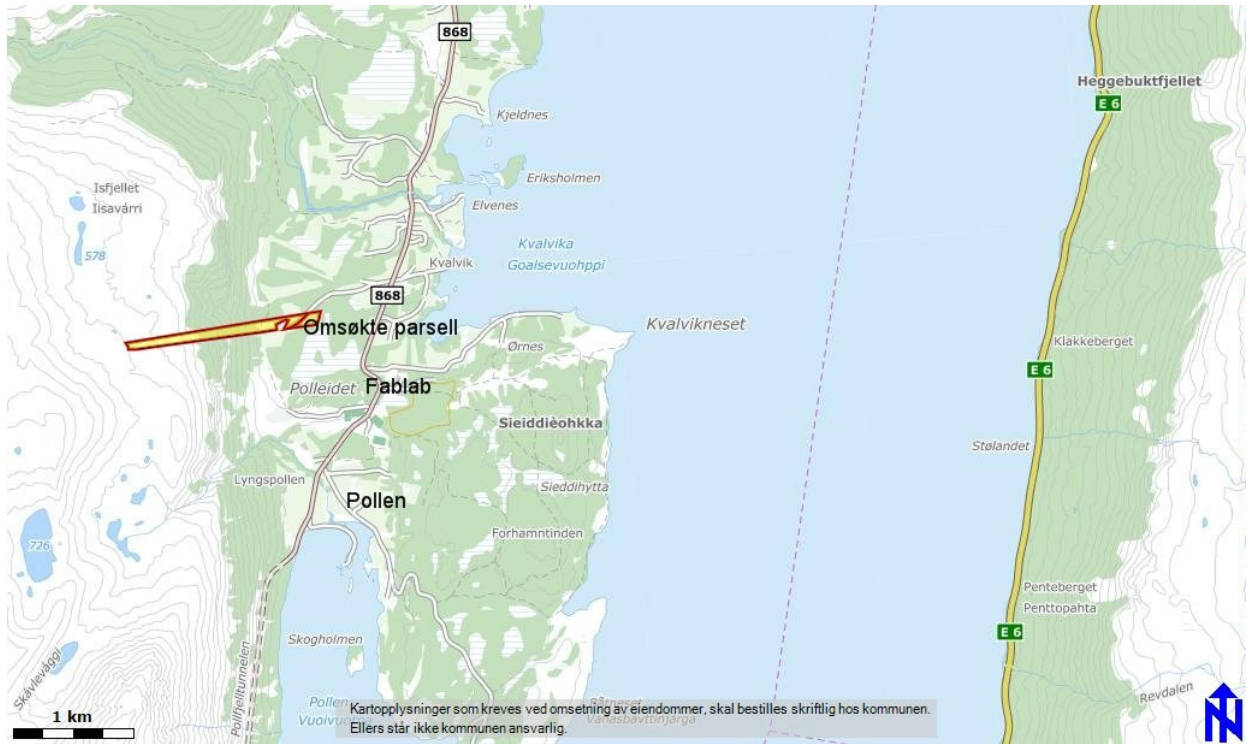 868
Heggebuktfjellet
E 6
Kjeldnes
Eriksholmen
Isfjellet
Iisavárri
Elvenes
Kvalvika
Goalsevuohppi
578
Kvalvik
868
Omsøkte parsell
Kvalvikneset
Ørnes
Klakkeberget
E 6
Polleidet
Fablab
Sieiddièohkka
Stølandet
Lyngspollen
Sieddihytta
Pollen
Forhamntinden
726
Penteberget
Penttopahta
E 6
Skogholmen
Skávlevággi
Pollfjelltunnelen
Revdalen
Pollen
1 km
Kartopplysninger som kreves ved omsetning av eiendommer, skal bestilles skriftlig hos kommunen.
Ellers står ikke kommunen ansvarlig.
N